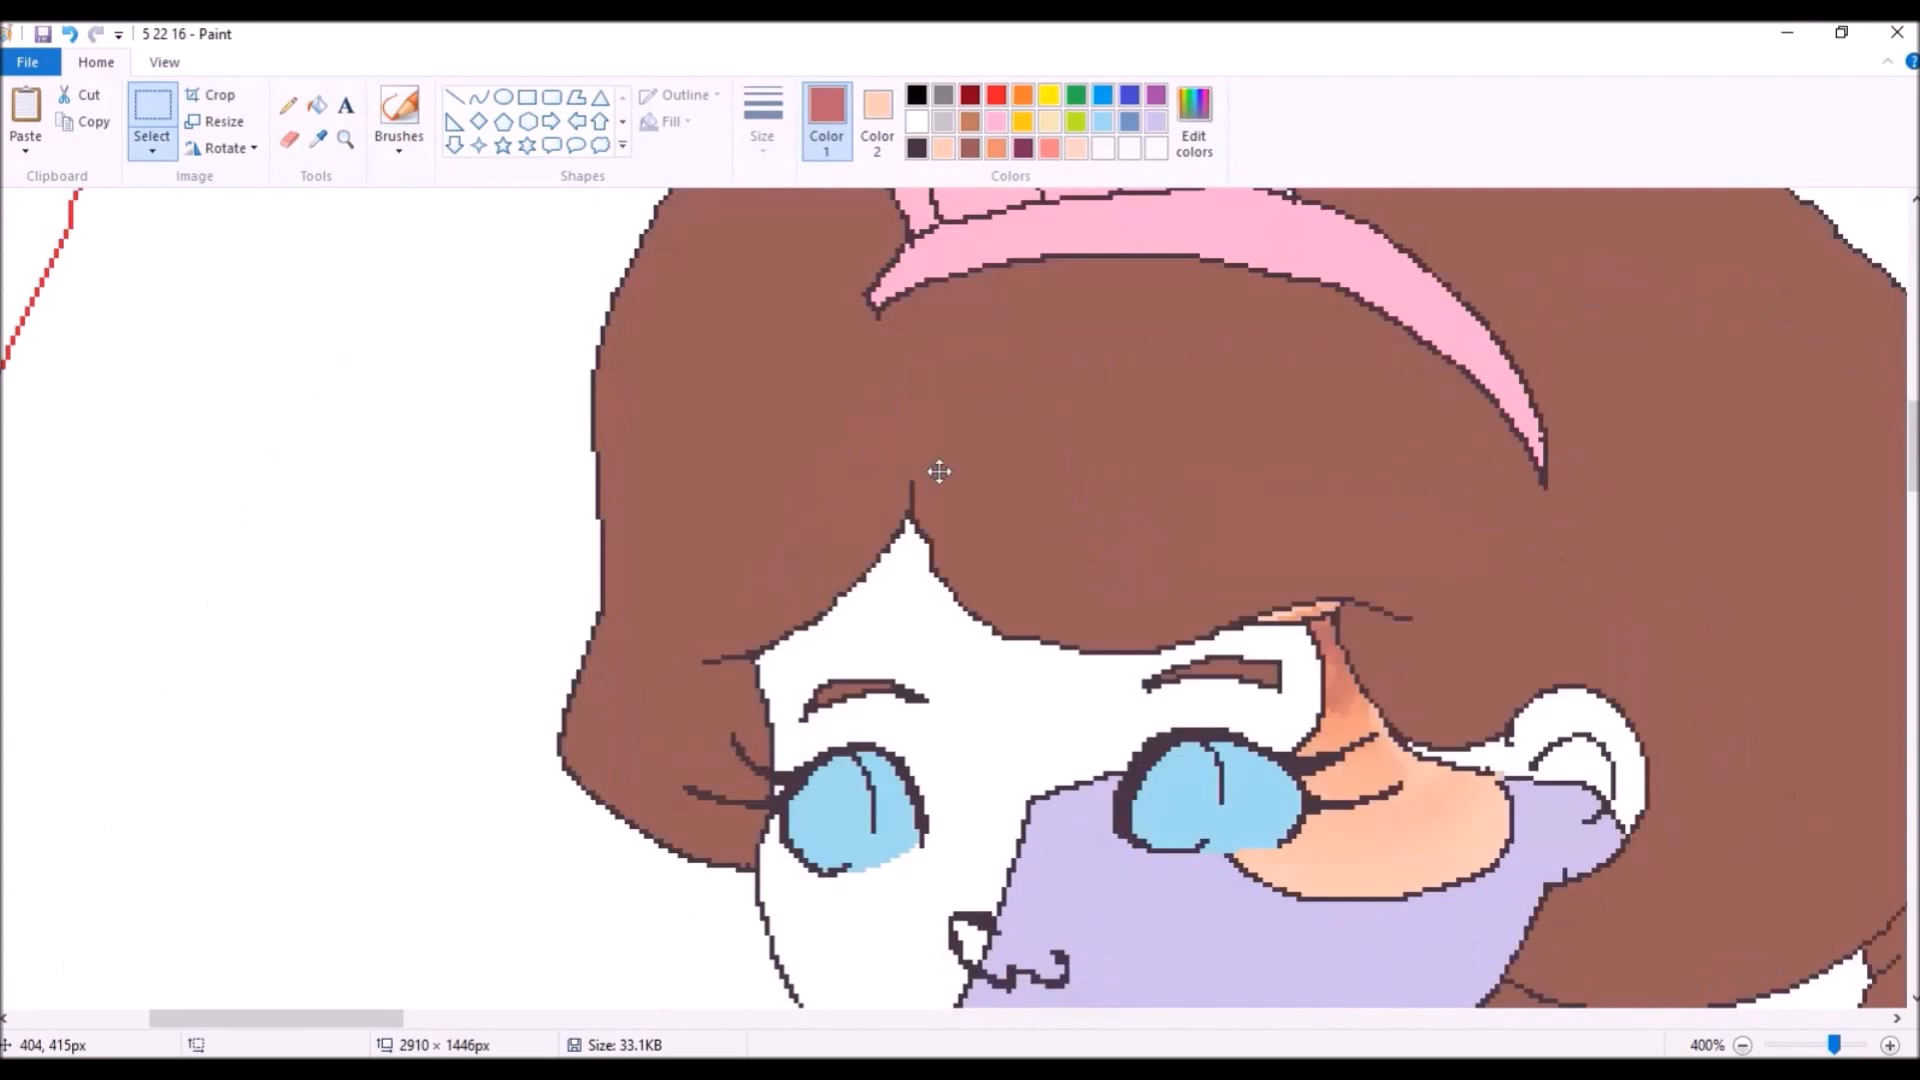 5 22 16 - Paint
File Home View
Paste
Cut
Copy
Clipboard
Select
Crop
Resize
Rotate
Image
A
Tools
Brushes
Shapes
Outline
Fill
Size
Color 1
Color 2
Edit colors
Colors
?
404, 415px
2910 × 1446px
Size: 33.1KB
400%